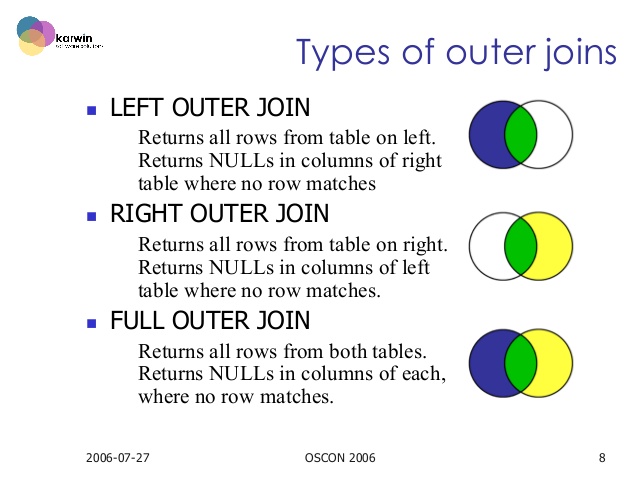 karwin
software solutions
Types of outer joins
LEFT OUTER JOIN
Returns all rows from table on left.
Returns NULLs in columns of right
table where no row matches
RIGHT OUTER JOIN
Returns all rows from table on right.
Returns NULLs in columns of left
table where no row matches.
FULL OUTER JOIN
Returns all rows from both tables.
Returns NULLs in columns of each,
where no row matches.
2006-07-27 OSCON 2006 8